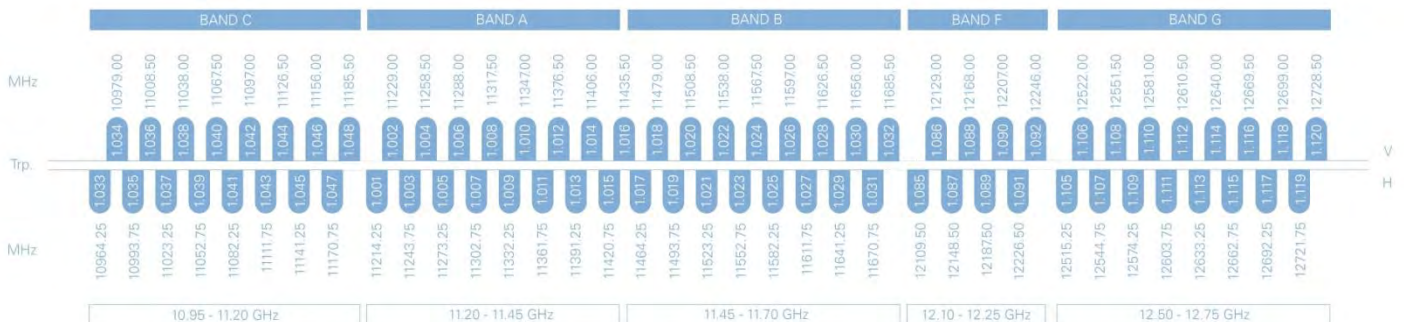 BAND C BAND A BAND B BAND F BAND G
MHz 10979.00 11008.50 11038.00 11067.50 11097.00 11126.50 11156.00 11185.50 11229.00 11258.50 11288.00 11317.50 11347.00 11376.50 11406.00 11435.50 11479.00 11508.50 11538.00 11567.50 11597.00 11626.50 11656.00 11685.50 12129.00 12168.00 12207.00 12246.00 12522.00 12551.50 12581.00 12610.50 12640.00 12669.50 12699.00 12728.50
1.034 1.036 1.038 1.040 1.042 1.044 1.046 1.048 1.002 1.004 1.006 1.008 1.010 1.012 1.014 1.016 1.018 1.020 1.022 1.024 1.026 1.028 1.030 1.032 1.086 1.088 1.090 1.092 1.106 1.108 1.110 1.112 1.114 1.116 1.118 1.120
V
Trp.
H
1.033 1.035 1.037 1.039 1.041 1.043 1.045 1.047 1.001 1.003 1.005 1.007 1.009 1.011 1.013 1.015 1.017 1.019 1.021 1.023 1.025 1.027 1.029 1.031 1.085 1.087 1.089 1.091 1.105 1.107 1.109 1.111 1.113 1.115 1.117 1.119
MHz 10964.25 10993.75 11023.25 11052.75 11082.25 11111.75 11141.25 11170.75 11214.25 11243.75 11273.25 11302.75 11332.25 11361.75 11391.25 11420.75 11464.25 11493.75 11523.25 11552.75 11582.25 11611.75 11641.25 11670.75 12109.50 12148.50 12187.50 12226.50 12515.25 12544.75 12574.25 12603.75 12633.25 12662.75 12692.25 12721.75
10.95 - 11.20 GHz 11.20 - 11.45 GHz 11.45 - 11.70 GHz 12.10 - 12.25 GHz 12.50 - 12.75 GHz